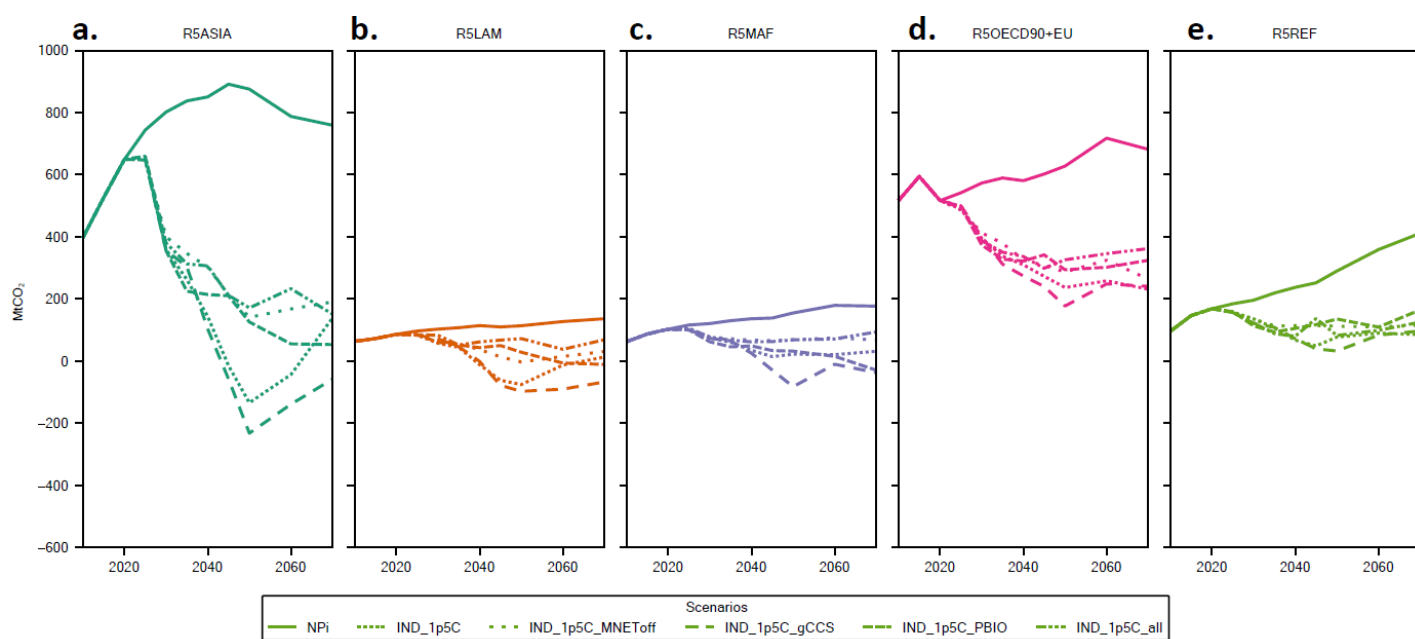 a. b. c. d. e.
R5ASIA R5LAM R5MAF R5OECD90+EU R5REF
1000
800
600
400
200
0
−200
−400
−600
MtCO₂
2020 2040 2060 2020 2040 2060 2020 2040 2060 2020 2040 2060 2020 2040 2060
Scenarios
NPi IND_1p5C IND_1p5C_MNEToff IND_1p5C_gCCS IND_1p5C_PBIO IND_1p5C_all